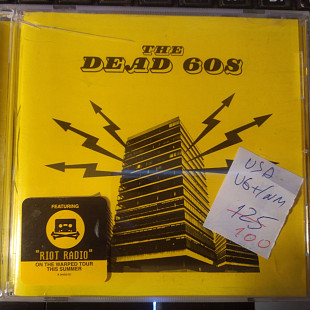 THE
DEAD 60S
USA
VG+/NM
125
100
FEATURING
"RIOT RADIO"
ON THE WARPED TOUR
THIS SUMMER